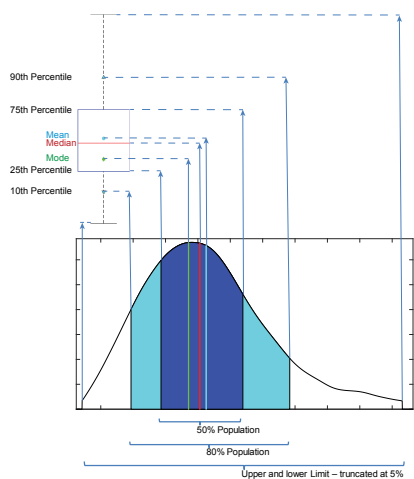 90th Percentile
75th Percentile
Mean
Median
Mode
25th Percentile
10th Percentile
50% Population
80% Population
Upper and lower Limit – truncated at 5%